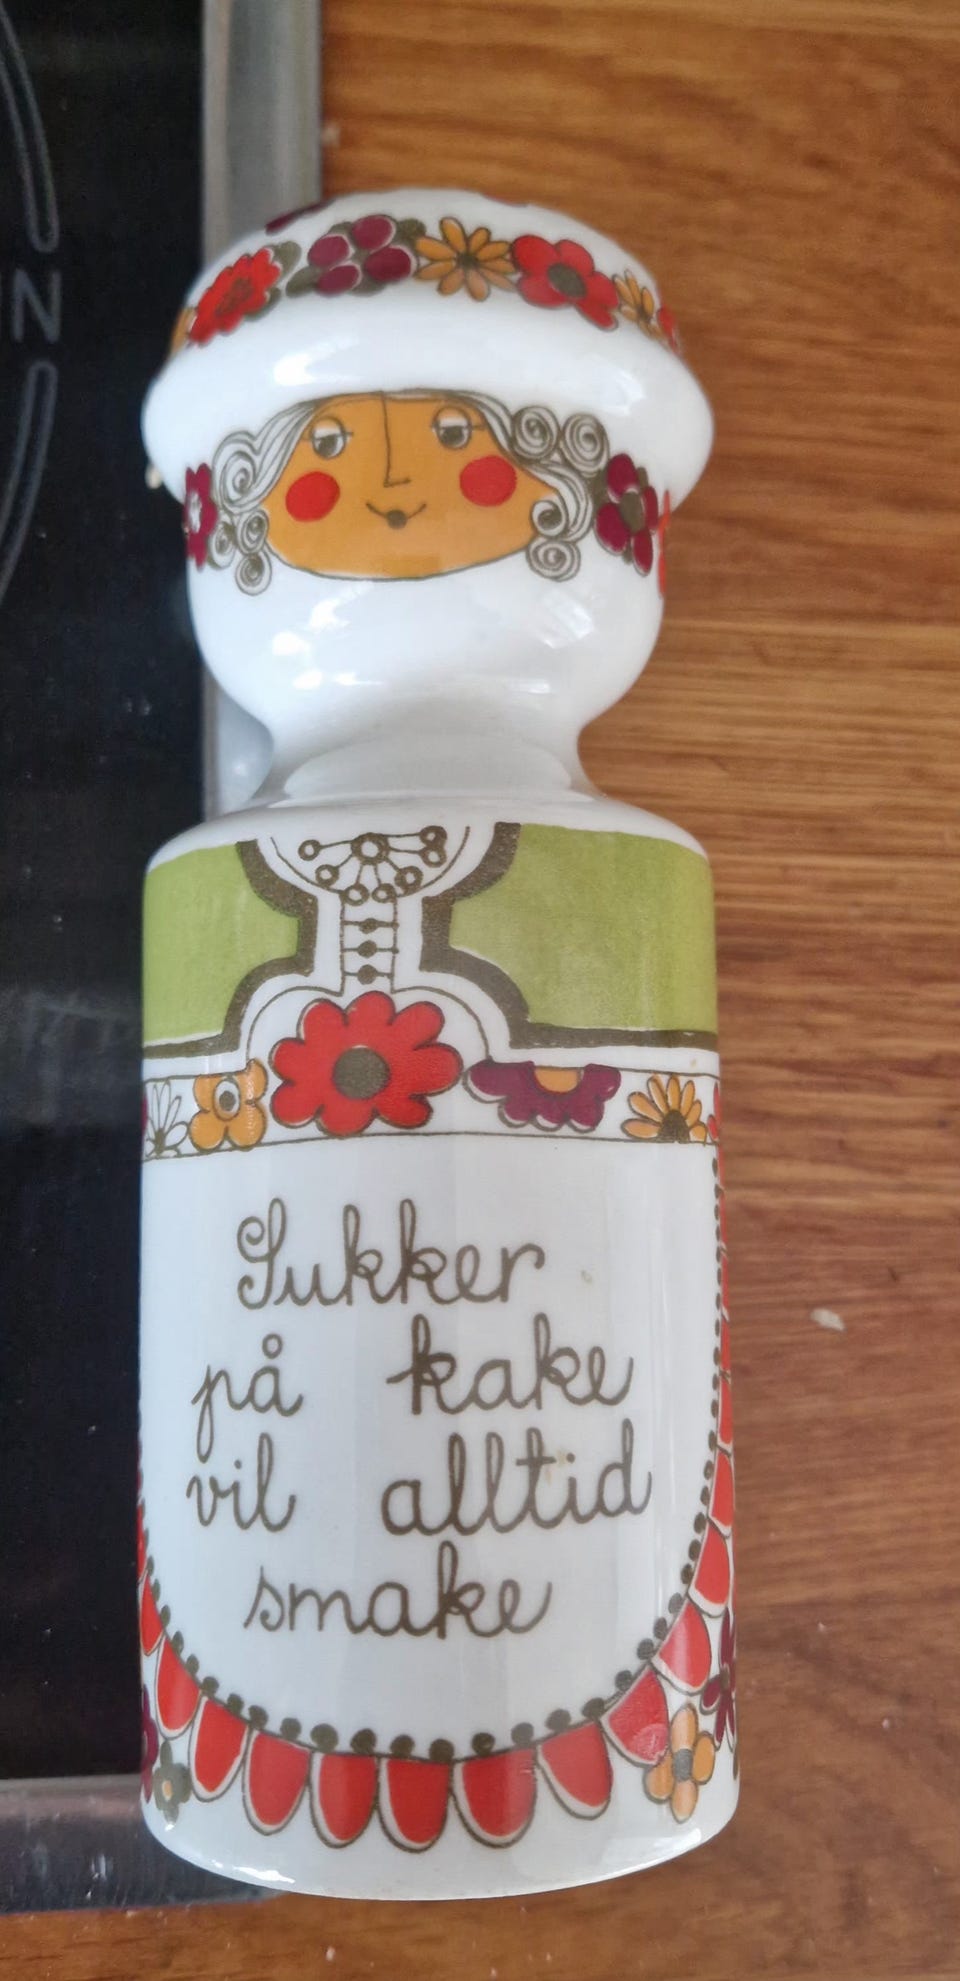 Sukker
på kake
vil alltid
smake